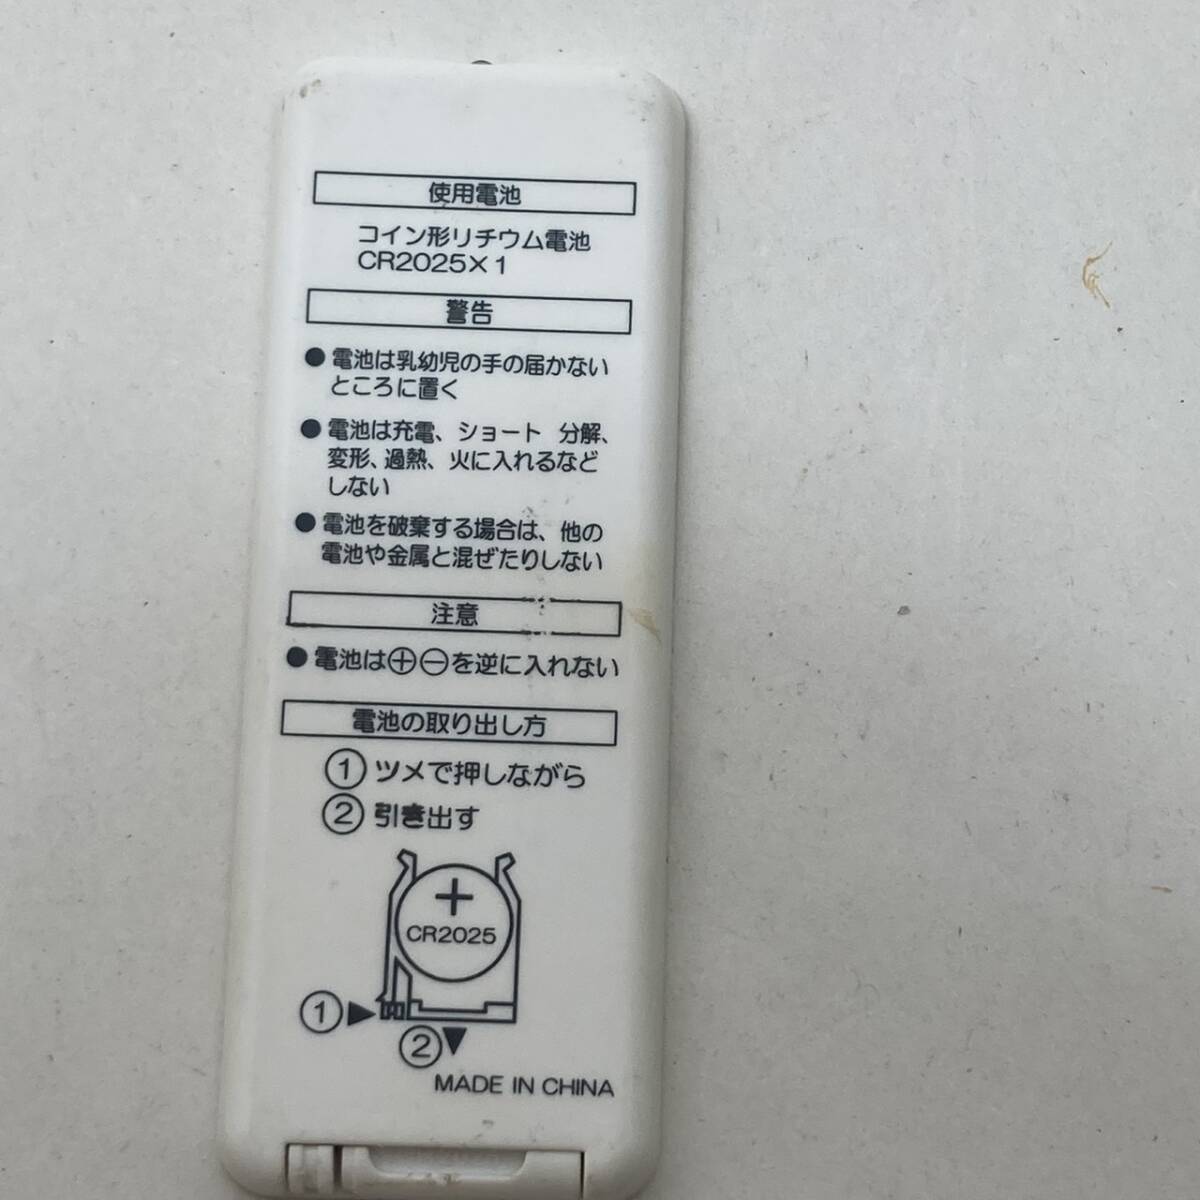 使用電池
コイン形リチウム電池
CR2025×1
警告
●電池は乳幼児の手の届かない
ところに置く
●電池は充電、ショート 分解、
変形、過熱、火に入れるなど
しない
●電池を破棄する場合は、他の
電池や金属と混ぜたりしない
注意
●電池は⊕⊖を逆に入れない
電池の取り出し方
①ツメで押しながら
②引き出す
+
CR2025
①▶
②▼
MADE IN CHINA